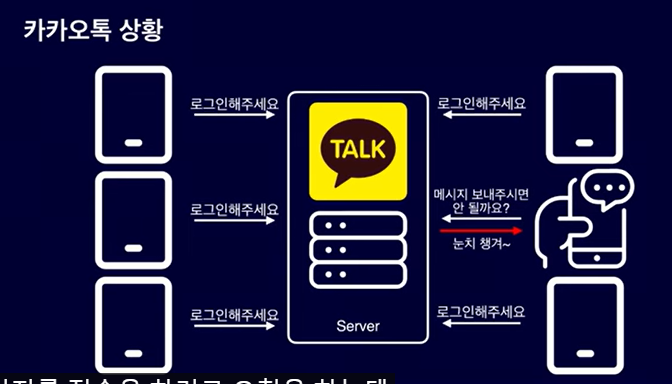 카카오톡 상황
로그인해주세요
로그인해주세요
TALK
로그인해주세요
메시지 보내주시면
안 될까요?
눈치 챙겨~
로그인해주세요
로그인해주세요
Server